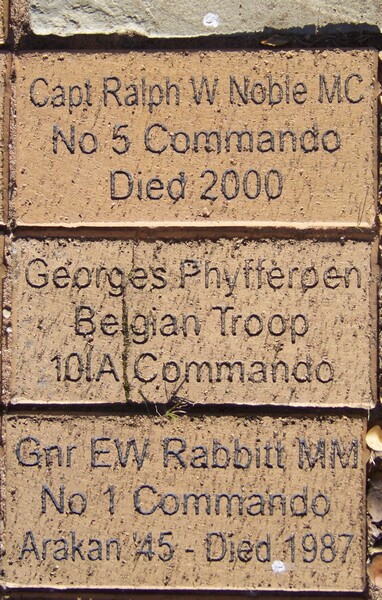 Capt Ralph W Noble MC
No 5 Commando
Died 2000
Georges Phyfferoen
Belgian Troop
10IA Commando
Gnr EW Rabbitt MM
No 1 Commando
Arakan '45 - Died 1987